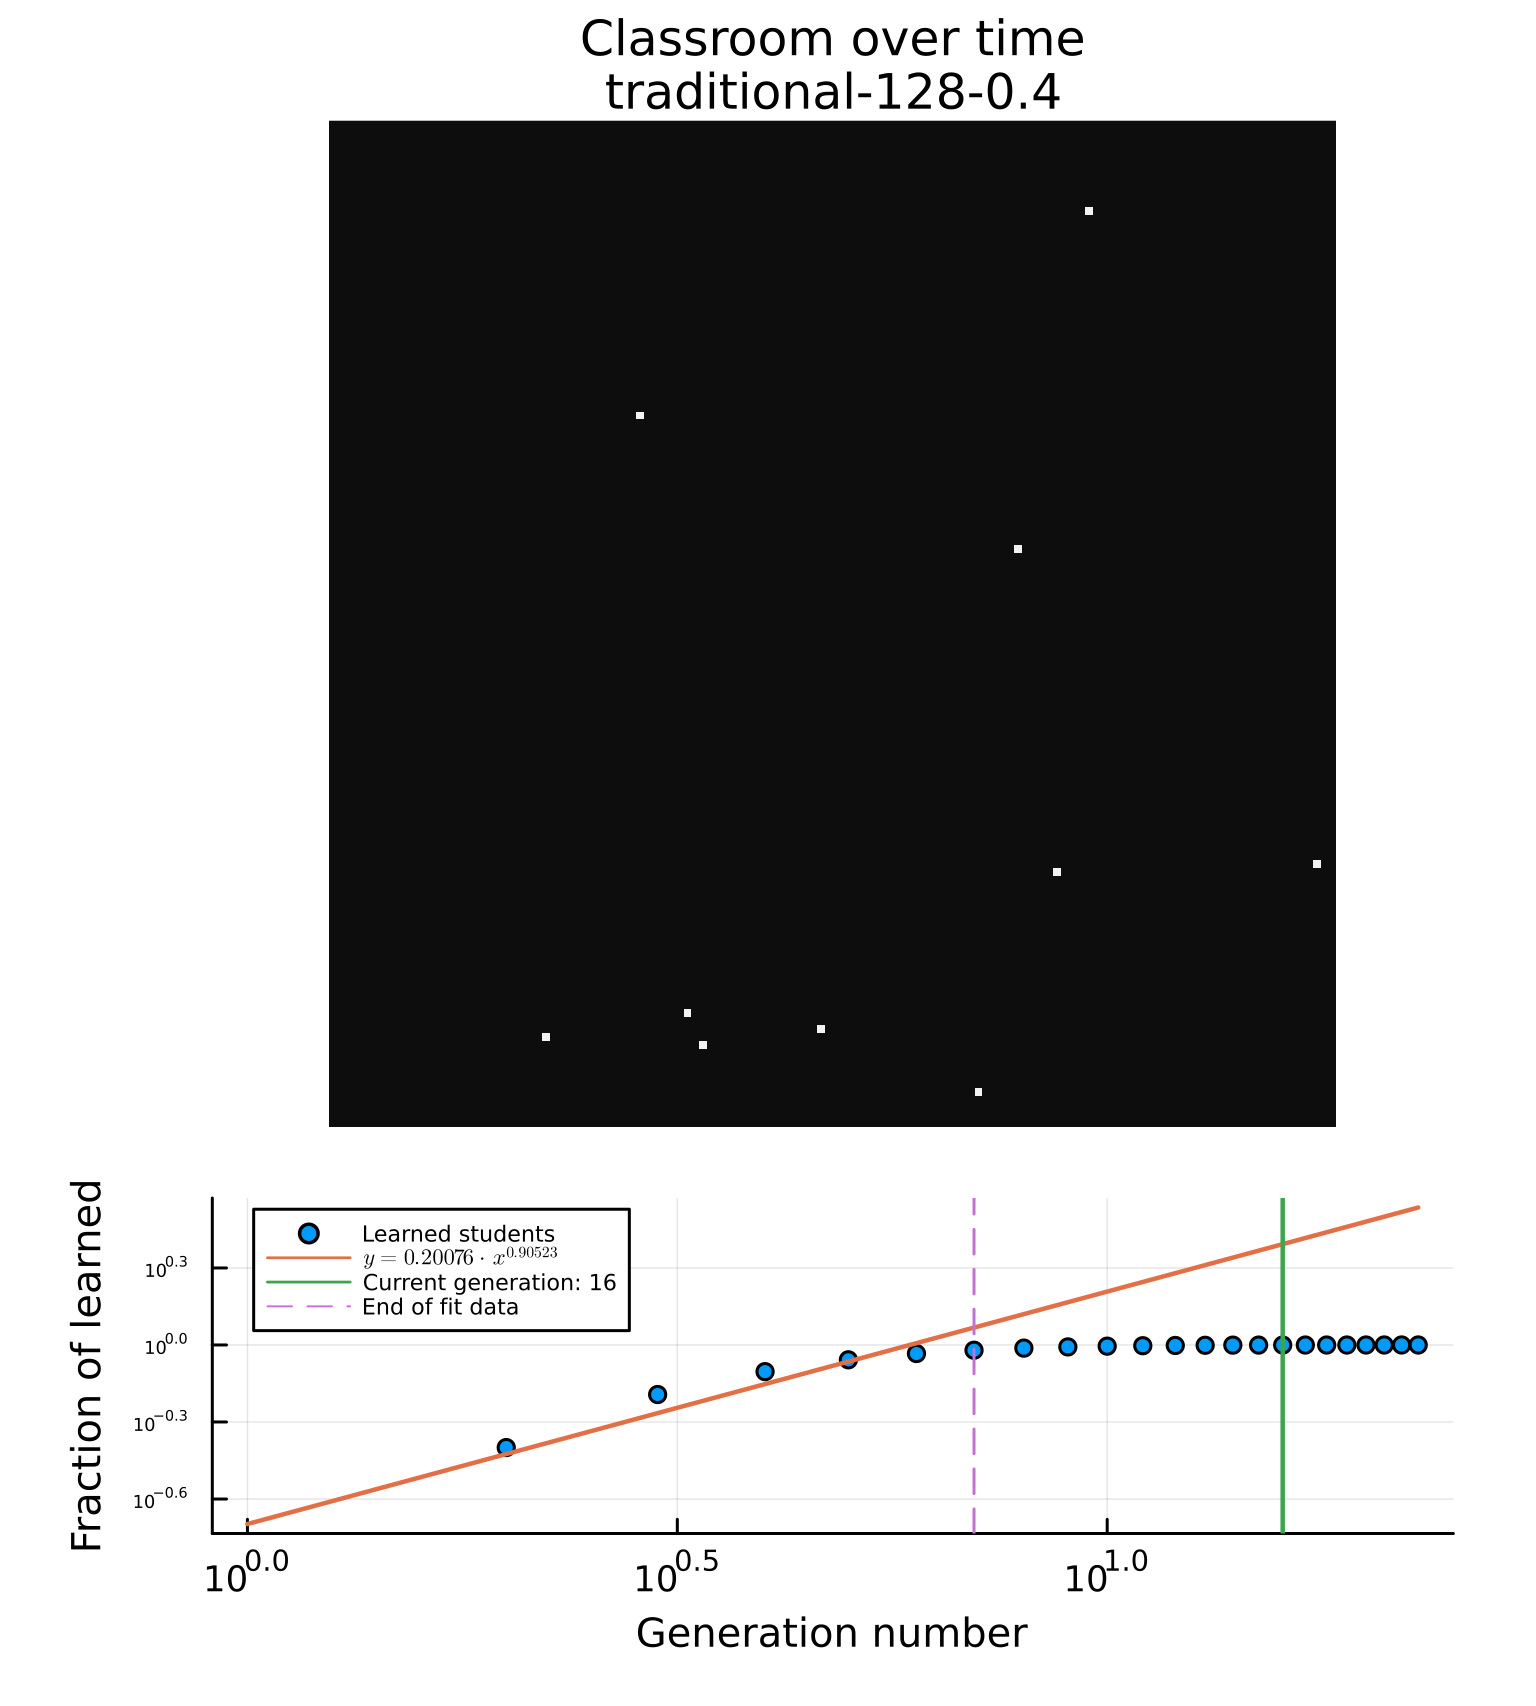 Classroom over time
traditional-128-0.4
Fraction of learned
Learned students
y = 0.20076 · x^0.90523
Current generation: 16
End of fit data
10^0.3
10^0.0
10^−0.3
10^−0.6
10^0.0
10^0.5
10^1.0
Generation number